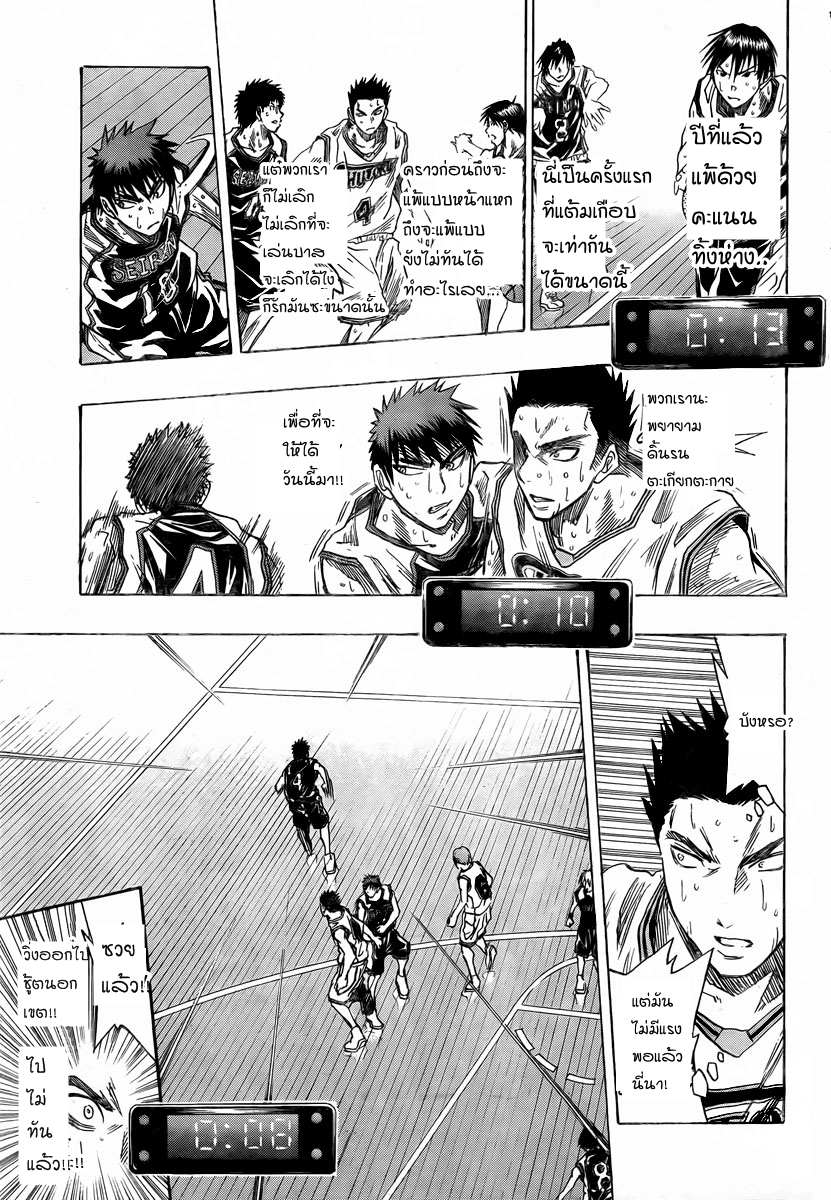 ปีที่แล้ว
แพ้ด้วย
คะแนน
ทิ้งห่าง..
8
นี่เป็นครั้งแรก
ที่แต้มเกือบ
จะเท่ากัน
ได้ขนาดนี้
0:13
คราวก่อนถึงจะ
แพ้แบบหน้าแหก
ถึงจะแพ้แบบ
ยังไม่ทันได้
ทำอะไรเลย...
4
แต่พวกเรา
ก็ไม่เลิก
ไม่เลิกที่จะ
เล่นบาส
จะเลิกได้ไง
ก็รักมันซะขนาดนั้น
SEIRIN
10
พวกเรานะ
พยายาม
ดิ้นรน
ตะเกียกตะกาย
เพื่อที่จะ
ให้ได้
วันนี้มา!!
4
0:10
บังหรอ?
แต่มัน
ไม่มีแรง
พอแล้ว
นี่นา!
4
8
ซวย
แล้ว!!
วิ่งออกไป
ชู้ตนอก
เขต!!
ไป
ไม่
ทัน
แล้ว!!
0:08